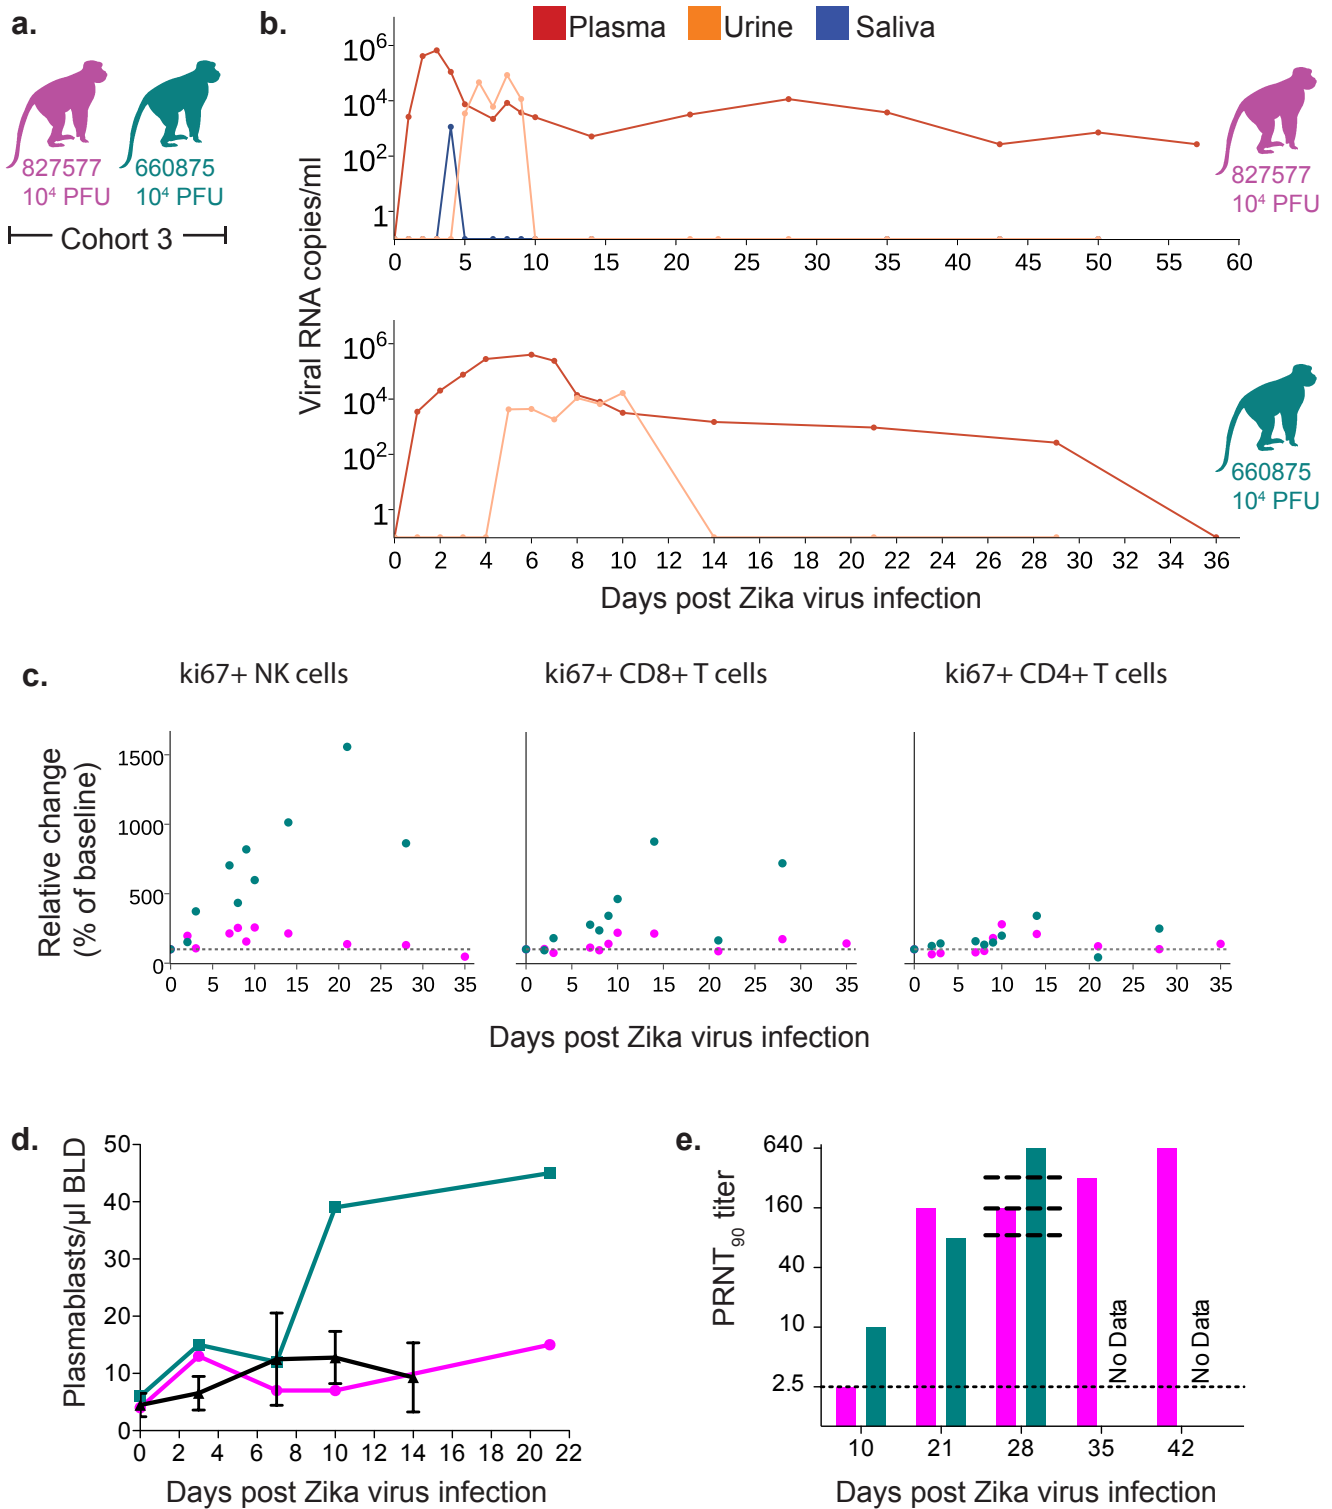 a.
827577
10⁴ PFU
660875
10⁴ PFU
Cohort 3
b.
Plasma Urine Saliva
Viral RNA copies/ml
10⁶
10⁴
10²
1
0 5 10 15 20 25 30 35 40 45 50 55 60
827577
10⁴ PFU
10⁶
10⁴
10²
1
0 2 4 6 8 10 12 14 16 18 20 22 24 26 28 30 32 34 36
660875
10⁴ PFU
Days post Zika virus infection
c.
ki67+ NK cells
ki67+ CD8+ T cells
ki67+ CD4+ T cells
Relative change
(% of baseline)
1500
1000
500
0
0 5 10 15 20 25 30 35
0 5 10 15 20 25 30 35
0 5 10 15 20 25 30 35
Days post Zika virus infection
d.
Plasmablasts/µl BLD
50
40
30
20
10
0
0 2 4 6 8 10 12 14 16 18 20 22
Days post Zika virus infection
e.
PRNT₉₀ titer
640
160
40
10
2.5
No Data
No Data
10 21 28 35 42
Days post Zika virus infection